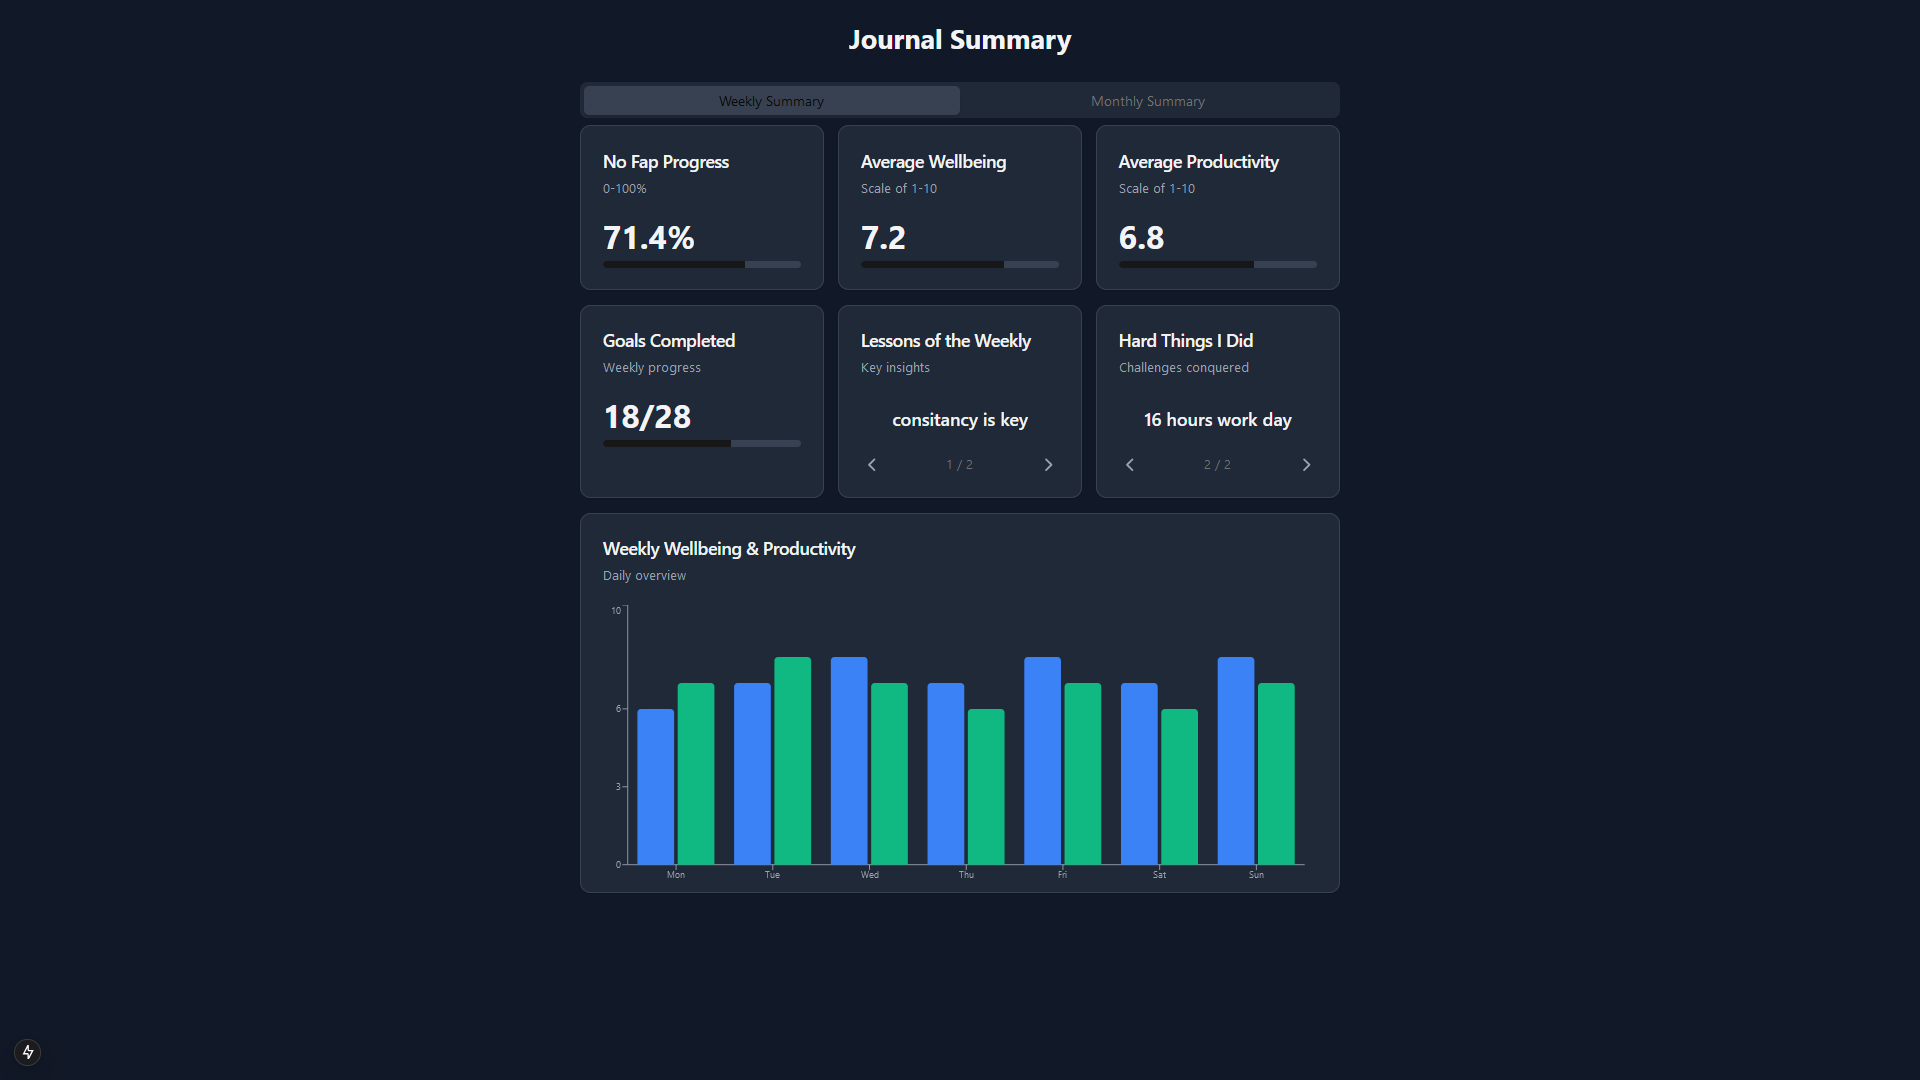 Journal Summary
Weekly Summary
Monthly Summary
No Fap Progress
0-100%
71.4%
Average Wellbeing
Scale of 1-10
7.2
Average Productivity
Scale of 1-10
6.8
Goals Completed
Weekly progress
18/28
Lessons of the Weekly
Key insights
consitancy is key
1 / 2
Hard Things I Did
Challenges conquered
16 hours work day
2 / 2
Weekly Wellbeing & Productivity
Daily overview
10
6
3
0
Mon Tue Wed Thu Fri Sat Sun